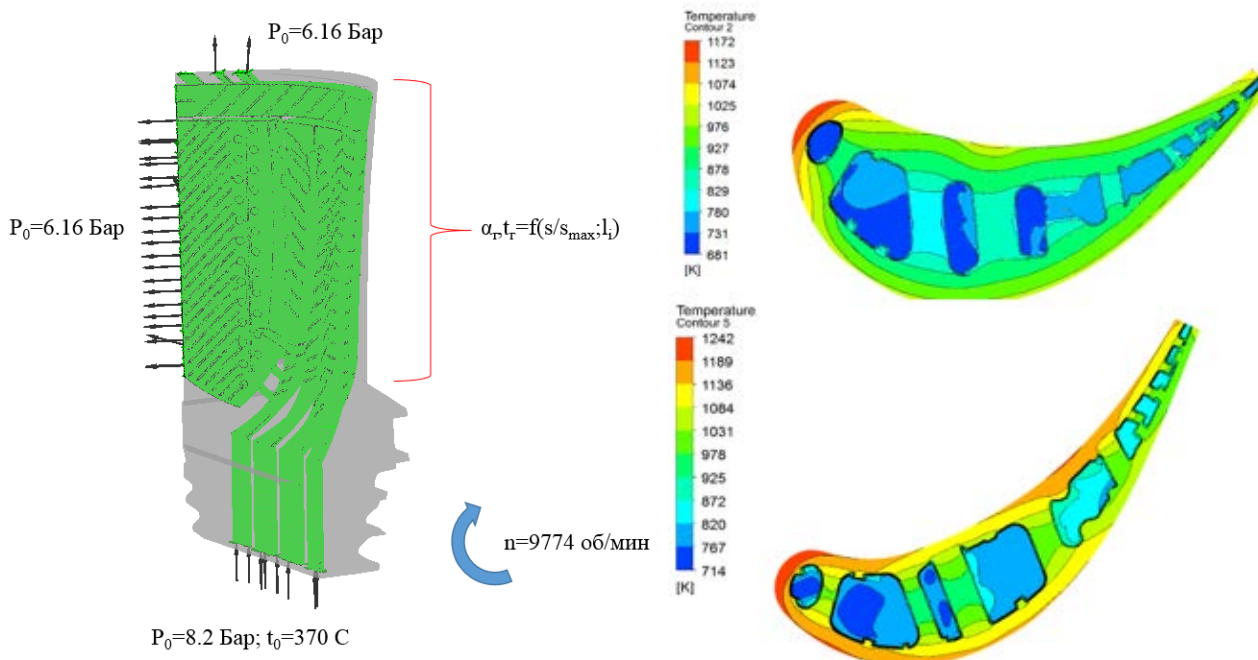 P₀=6.16 Бар
P₀=6.16 Бар
αг,tг=f(s/smax;li)
n=9774 об/мин
P₀=8.2 Бар; t₀=370 С
Temperature
Contour 2
1172
1123
1074
1025
976
927
878
829
780
731
681
[K]
Temperature
Contour 5
1242
1189
1136
1084
1031
978
925
872
820
767
714
[K]